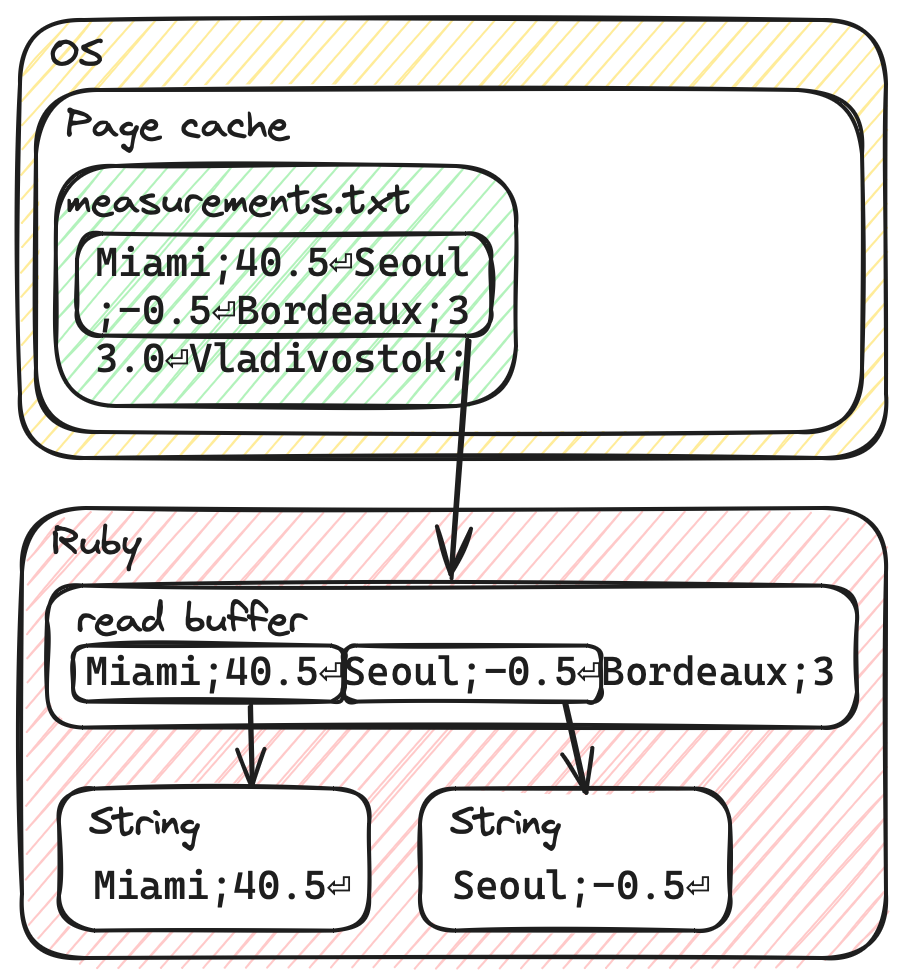 OS
Page cache
measurements.txt
Miami;40.5⏎Seoul
;−0.5⏎Bordeaux;3
3.0⏎Vladivostok;
Ruby
read buffer
Miami;40.5⏎Seoul;−0.5⏎Bordeaux;3
String
Miami;40.5⏎
String
Seoul;−0.5⏎